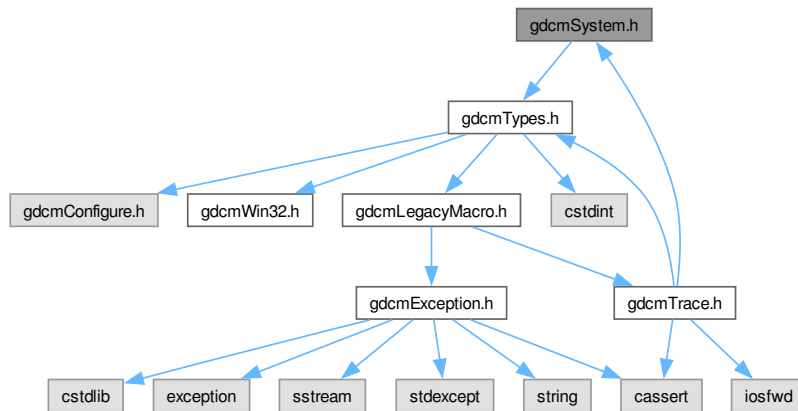 gdcmSystem.h
gdcmTypes.h
gdcmConfigure.h
gdcmWin32.h
gdcmLegacyMacro.h
cstdint
gdcmException.h
gdcmTrace.h
cstdlib
exception
sstream
stdexcept
string
cassert
iosfwd